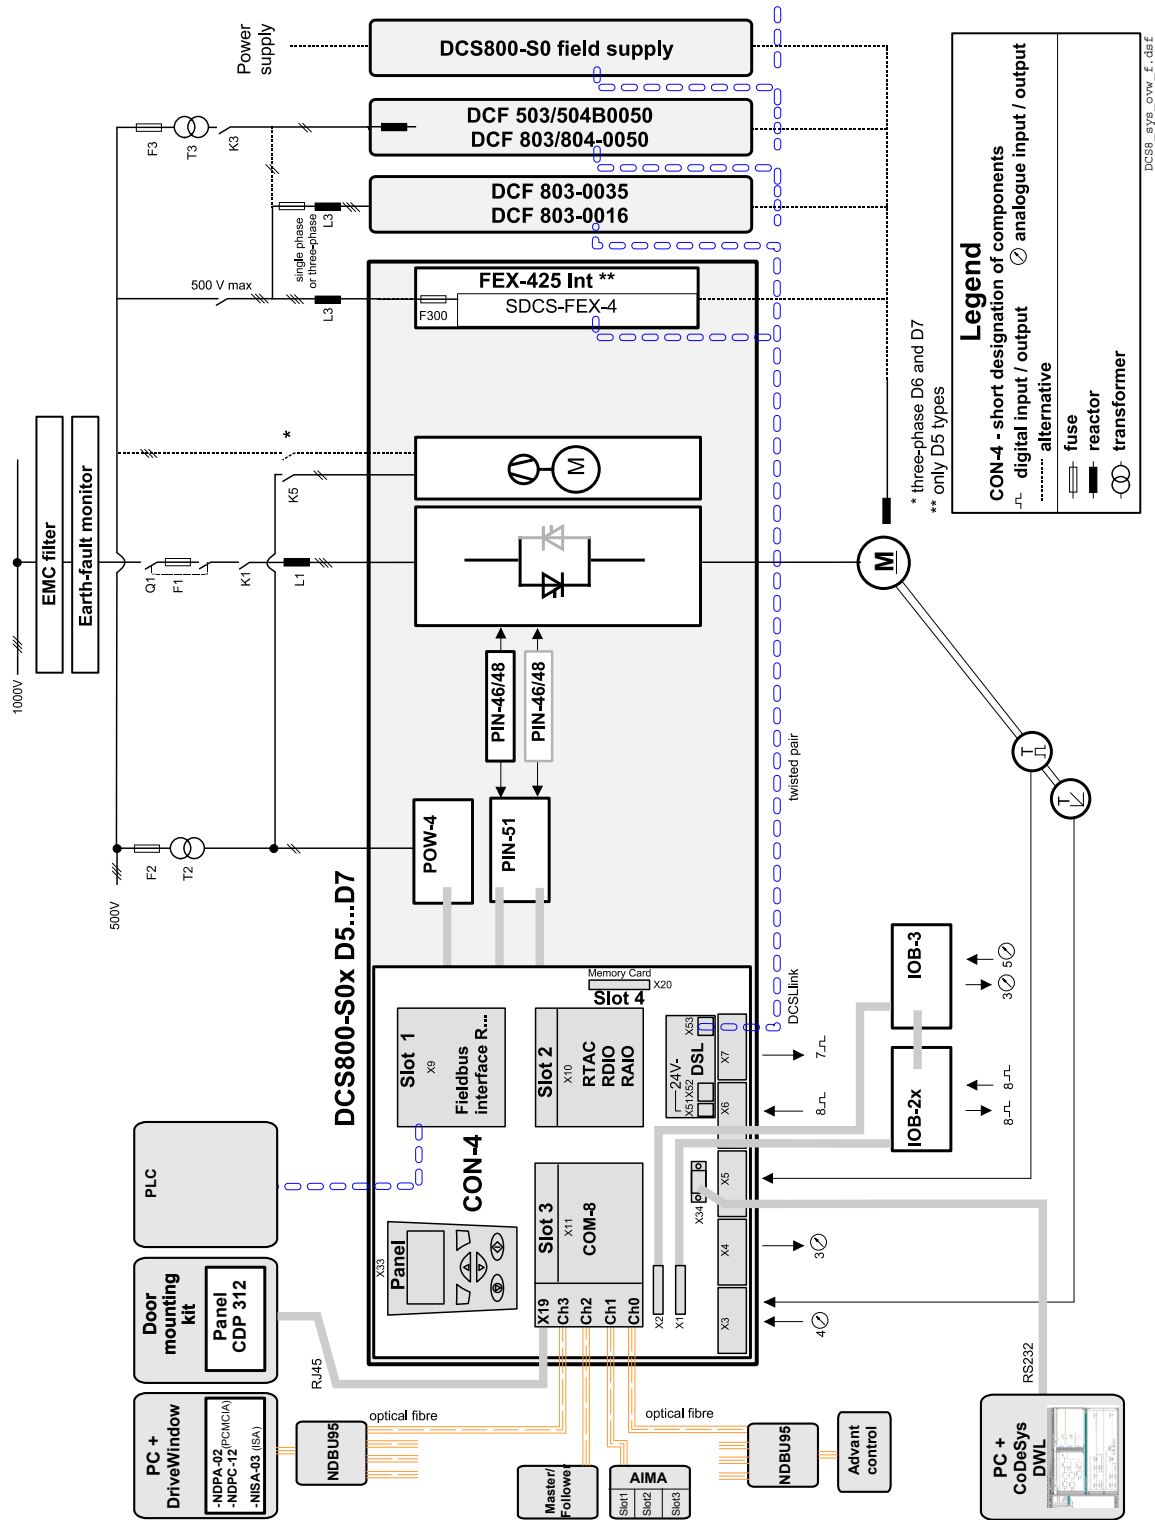 Power
supply
DCS800-S0 field supply
DCF 503/504B0050
DCF 803/804-0050
F3
T3
K3
DCF 803-0035
DCF 803-0016
single phase
or three-phase
L3
500 V max
L3
FEX-425 Int **
SDCS-FEX-4
F300
*
K5
M
1000V
EMC filter
Earth-fault monitor
Q1
F1
K1
L1
M
* three-phase D6 and D7
** only D5 types
Legend
CON-4 - short designation of components
digital input / output
analogue input / output
alternative
fuse
reactor
transformer
DCS8_sys_ovw_f.dsf
PIN-46/48
PIN-46/48
twisted pair
T
T
500V
F2
T2
POW-4
PIN-51
DCS800-S0x D5...D7
Memory Card
X20
Slot 4
Slot 1
X9
Fieldbus
interface R...
Slot 2
X10
RTAC
RDIO
RAIO
CON-4
24V-
X51
X52
DSL
X53
DCSLlink
X7
X6
X5
X4
X3
7
8
IOB-3
3
5
IOB-2x
8
8
PLC
Door
mounting
kit
Panel
CDP 312
RJ45
X33
Panel
Slot 3
X11
COM-8
X19
Ch3
Ch2
Ch1
Ch0
X2
X1
X34
3
4
RS232
PC +
DriveWindow
-NDPA-02 (PCMCIA)
-NDPC-12
-NISA-03 (ISA)
NDBU95
optical fibre
Master/
Follower
AIMA
Slot1
Slot2
Slot3
optical fibre
NDBU95
Advant
control
PC +
CoDeSys
DWL